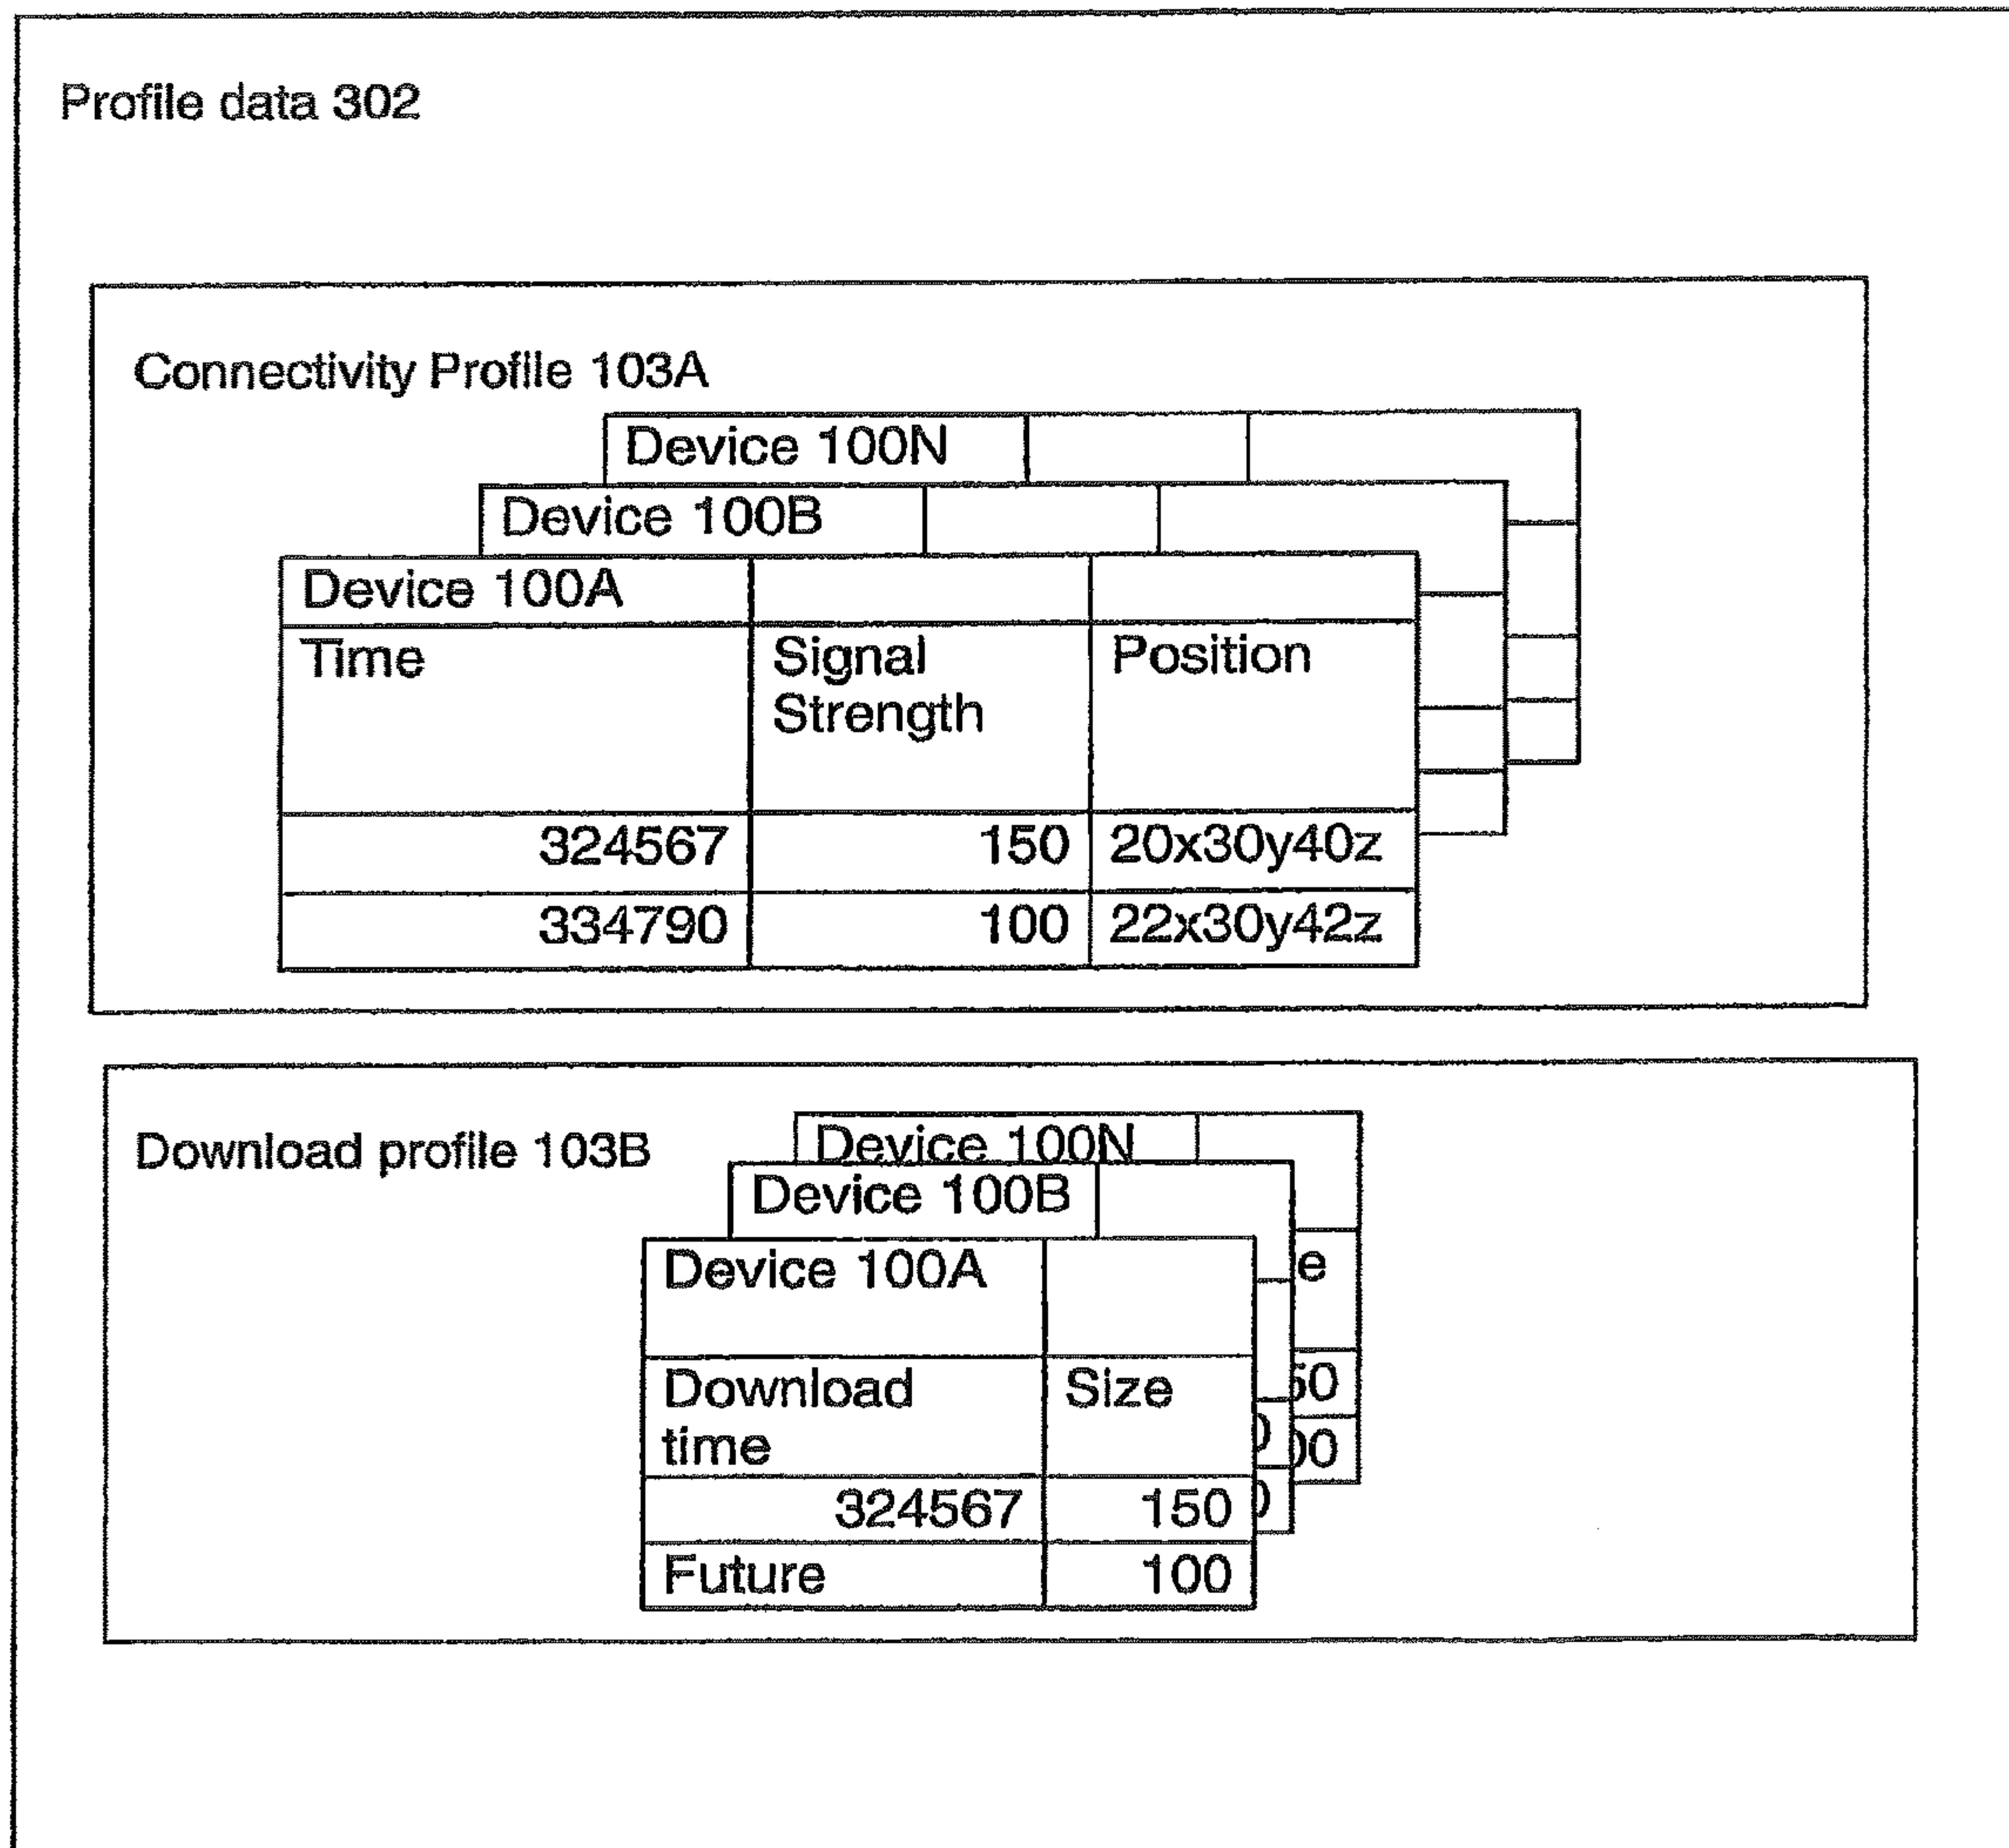 Profile data 302
Connectivity Profile 103A
Device 100N
Device 100B
Device 100A
Time Signal Strength Position
324567 150 20x30y40z
334790 100 22x30y42z
Download profile 103B
Device 100N
Device 100B
Device 100A
Download time Size
324567 150
Future 100